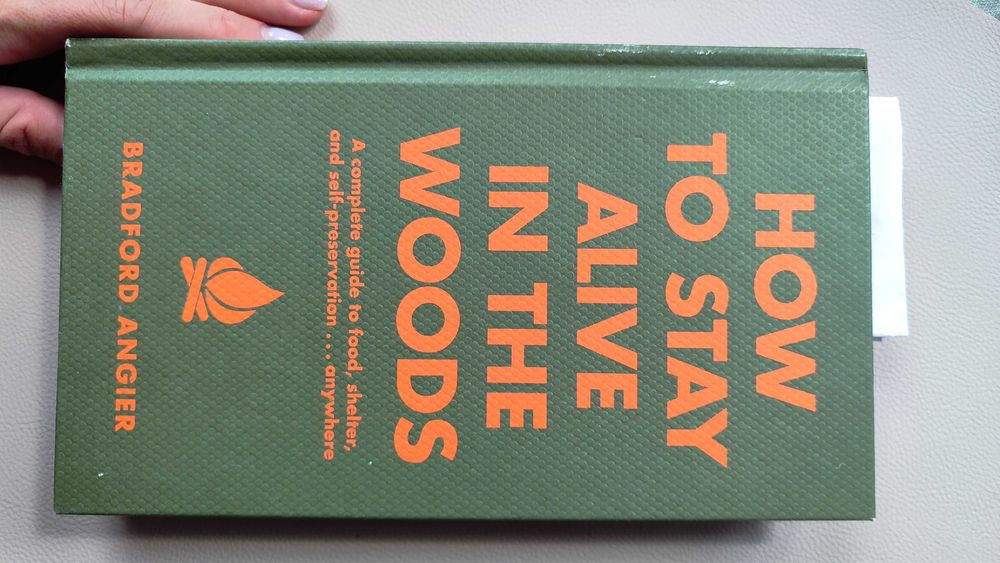 HOW
TO STAY
ALIVE
IN THE
WOODS
A complete guide to food, shelter,
and self-preservation . . . anywhere
BRADFORD ANGIER